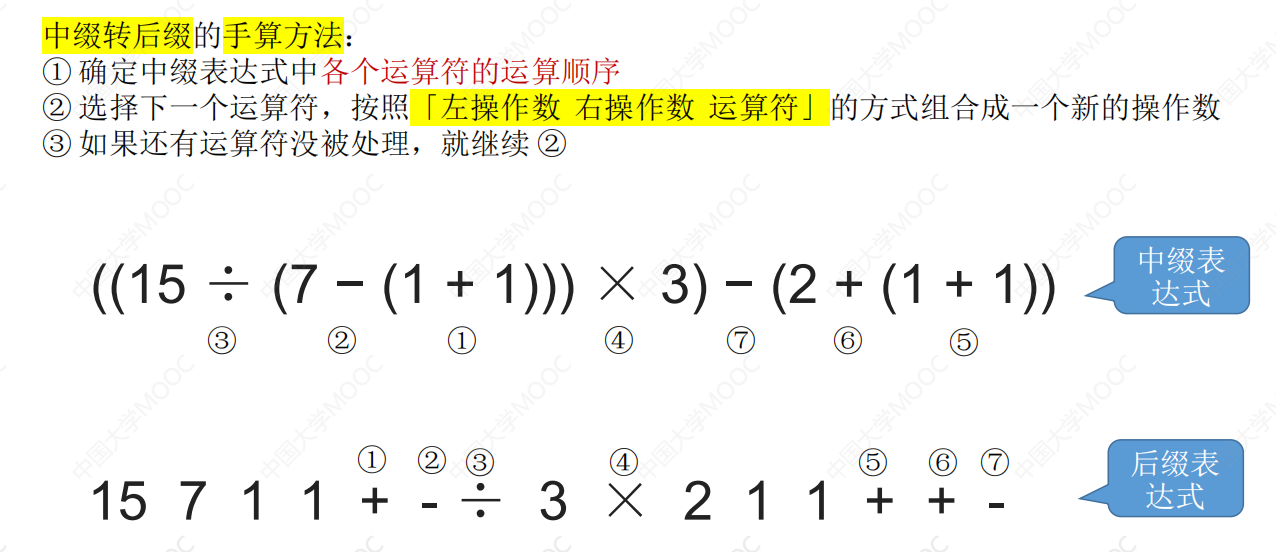 中缀转后缀的手算方法：
① 确定中缀表达式中各个运算符的运算顺序
② 选择下一个运算符，按照「左操作数 右操作数 运算符」的方式组合成一个新的操作数
③ 如果还有运算符没被处理，就继续 ②
((15 ÷ (7 − (1 + 1))) × 3) − (2 + (1 + 1))
③ ② ① ④ ⑦ ⑥ ⑤
中缀表
达式
① ② ③ ④ ⑤ ⑥ ⑦
15 7 1 1 + - ÷ 3 × 2 1 1 + + -
后缀表
达式
中国大学MOOC